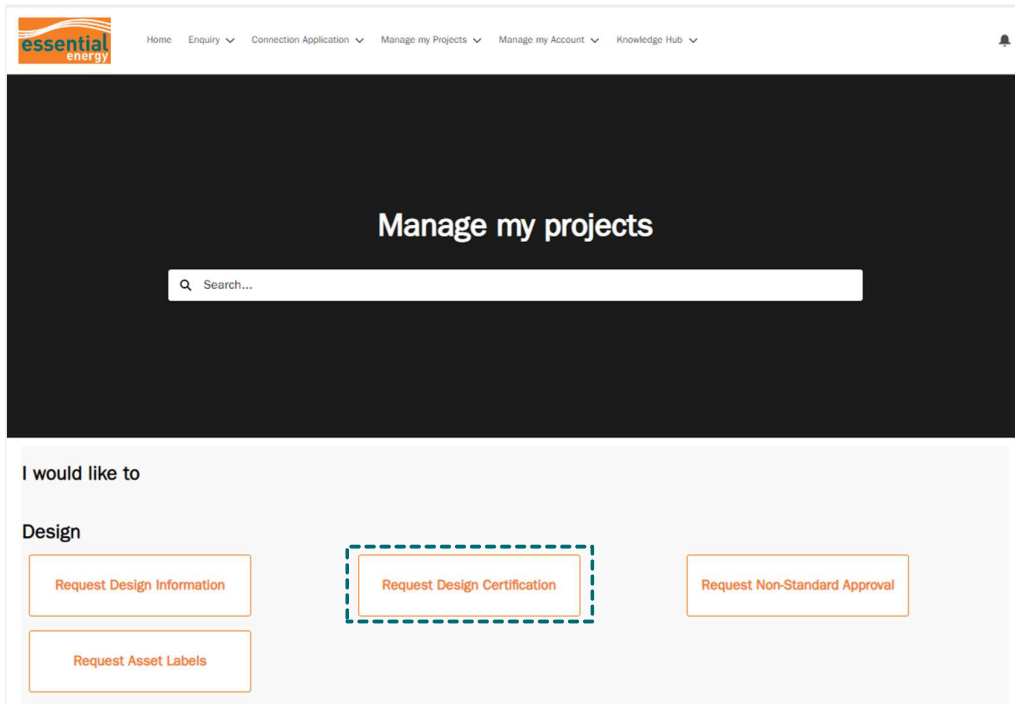 essential
energy
Home Enquiry Connection Application Manage my Projects Manage my Account Knowledge Hub
Manage my projects
Search...
I would like to
Design
Request Design Information Request Design Certification Request Non-Standard Approval
Request Asset Labels